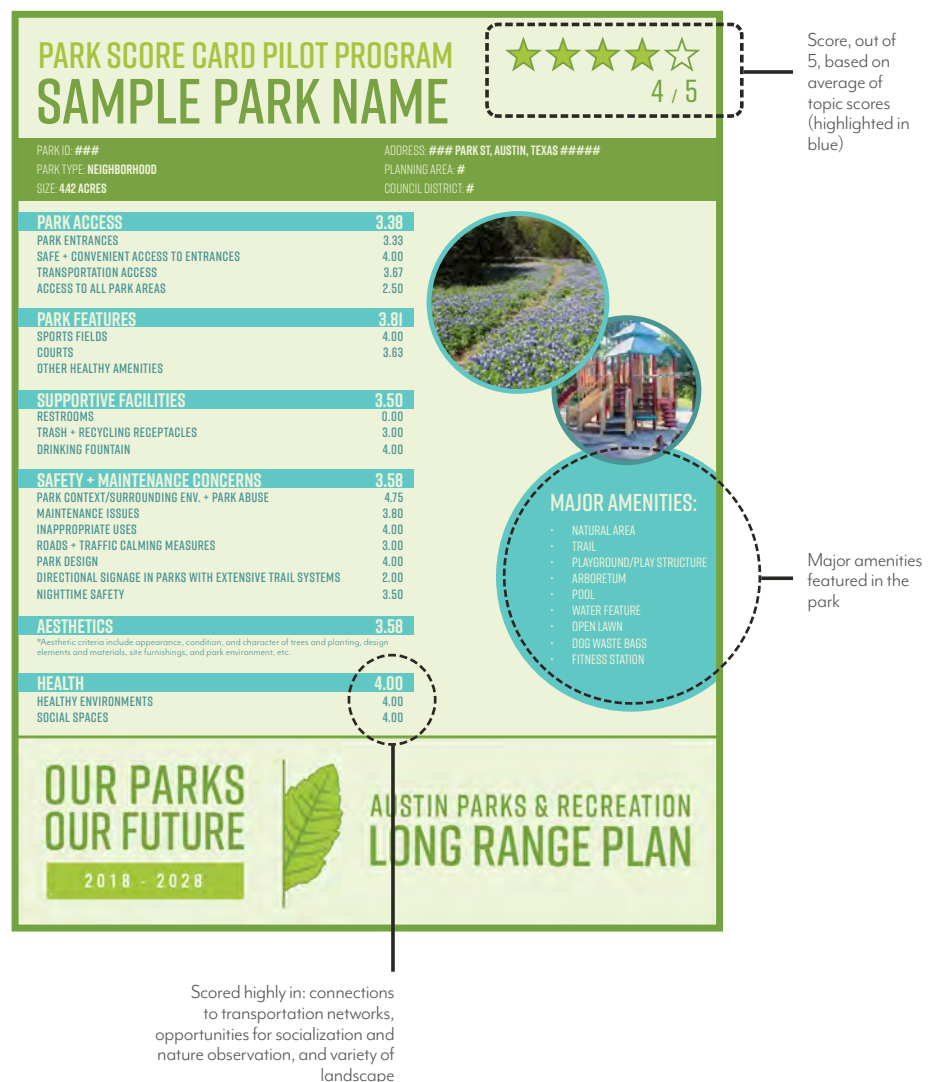 PARK SCORE CARD PILOT PROGRAM
SAMPLE PARK NAME
4 / 5
Score, out of
5, based on
average of
topic scores
(highlighted in
blue)
PARK ID: ###
PARK TYPE: NEIGHBORHOOD
SIZE: 4.42 ACRES
ADDRESS: ### PARK ST, AUSTIN, TEXAS #####
PLANNING AREA: #
COUNCIL DISTRICT: #
PARK ACCESS 3.38
PARK ENTRANCES 3.33
SAFE + CONVENIENT ACCESS TO ENTRANCES 4.00
TRANSPORTATION ACCESS 3.67
ACCESS TO ALL PARK AREAS 2.50
PARK FEATURES 3.81
SPORTS FIELDS 4.00
COURTS 3.63
OTHER HEALTHY AMENITIES
SUPPORTIVE FACILITIES 3.50
RESTROOMS 0.00
TRASH + RECYCLING RECEPTACLES 3.00
DRINKING FOUNTAIN 4.00
SAFETY + MAINTENANCE CONCERNS 3.58
PARK CONTEXT/SURROUNDING ENV. + PARK ABUSE 4.75
MAINTENANCE ISSUES 3.80
INAPPROPRIATE USES 4.00
ROADS + TRAFFIC CALMING MEASURES 3.00
PARK DESIGN 4.00
DIRECTIONAL SIGNAGE IN PARKS WITH EXTENSIVE TRAIL SYSTEMS 2.00
NIGHTTIME SAFETY 3.50
AESTHETICS 3.58
*Aesthetic criteria include appearance, condition, and character of trees and planting, design
elements and materials, site furnishings, and park environment, etc.
HEALTH 4.00
HEALTHY ENVIRONMENTS 4.00
SOCIAL SPACES 4.00
MAJOR AMENITIES:
· NATURAL AREA
· TRAIL
· PLAYGROUND/PLAY STRUCTURE
· ARBORETUM
· POOL
· WATER FEATURE
· OPEN LAWN
· DOG WASTE BAGS
· FITNESS STATION
Major amenities
featured in the
park
OUR PARKS
OUR FUTURE
2018 - 2028
AUSTIN PARKS & RECREATION
LONG RANGE PLAN
Scored highly in: connections
to transportation networks,
opportunities for socialization and
nature observation, and variety of
landscape